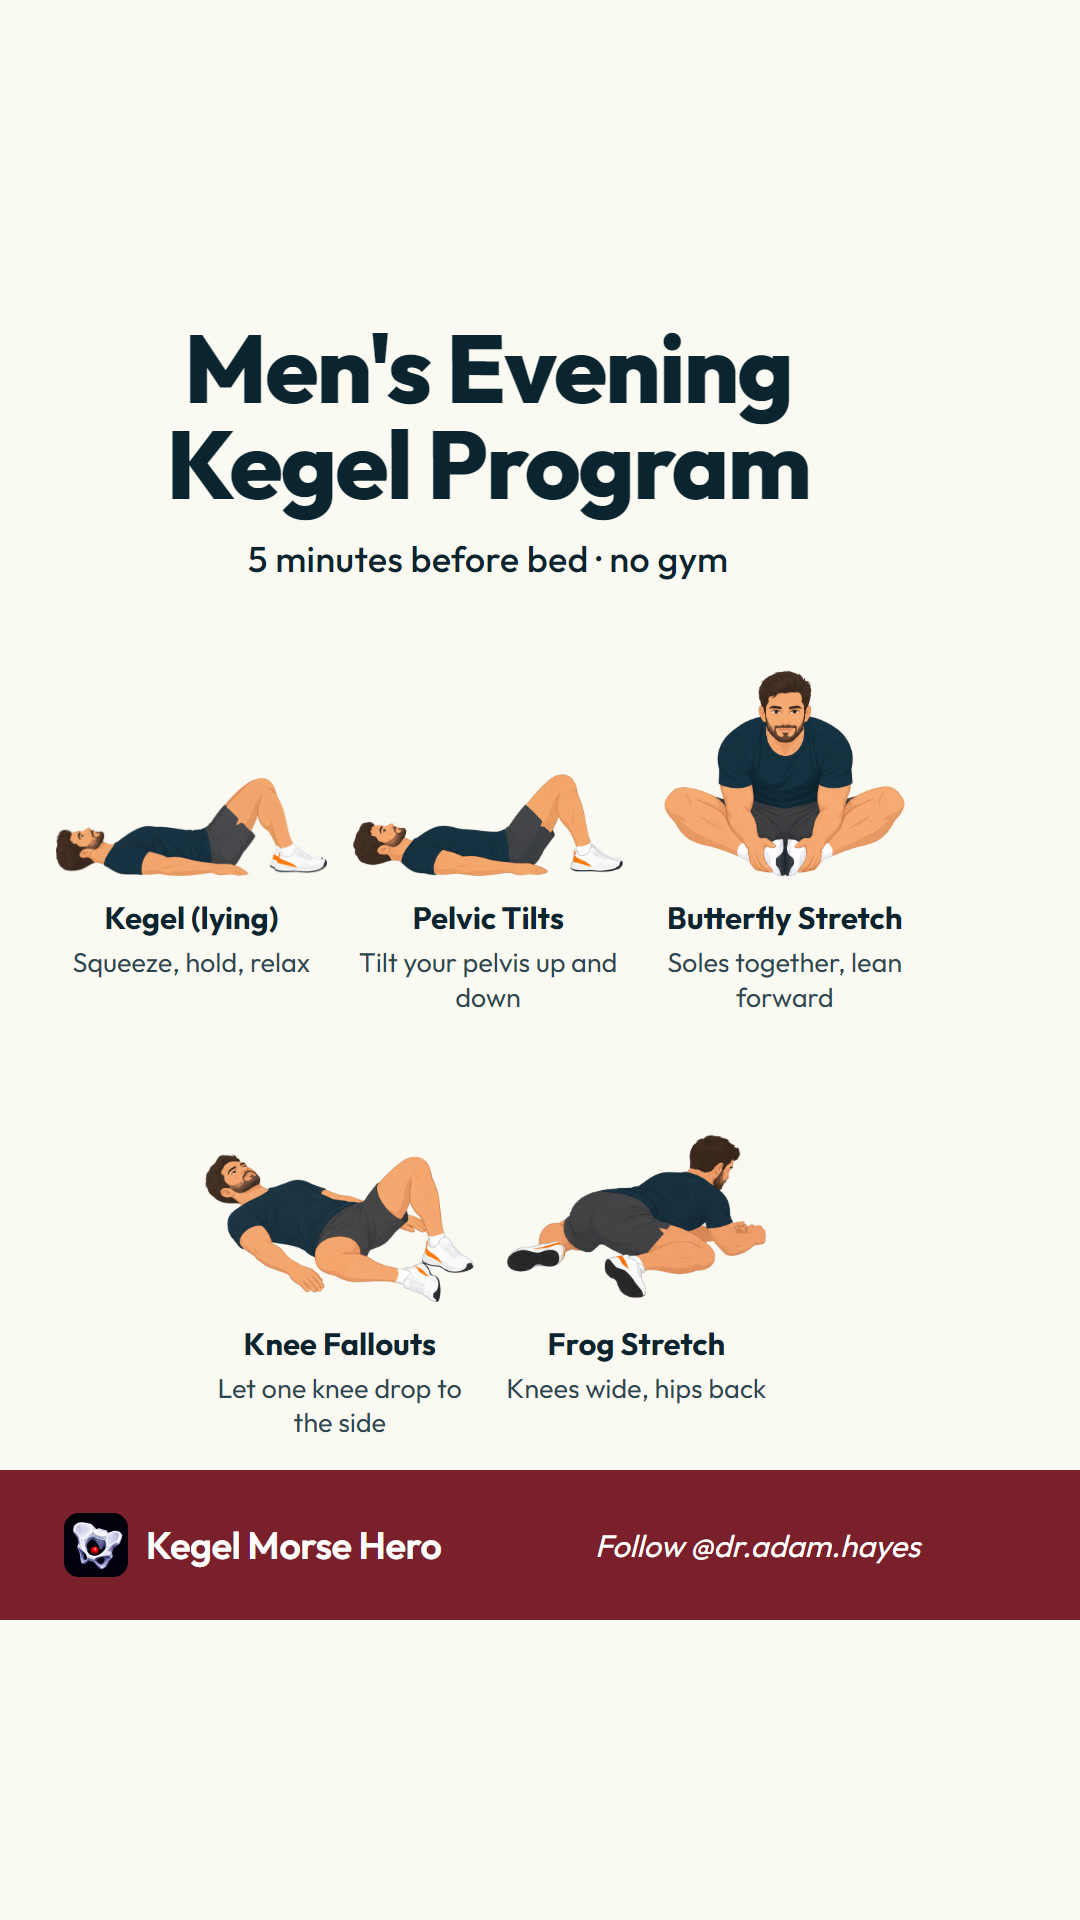 Men's Evening
Kegel Program
5 minutes before bed · no gym
Kegel (lying)
Squeeze, hold, relax
Pelvic Tilts
Tilt your pelvis up and
down
Butterfly Stretch
Soles together, lean
forward
Knee Fallouts
Let one knee drop to
the side
Frog Stretch
Knees wide, hips back
Kegel Morse Hero
Follow @dr.adam.hayes